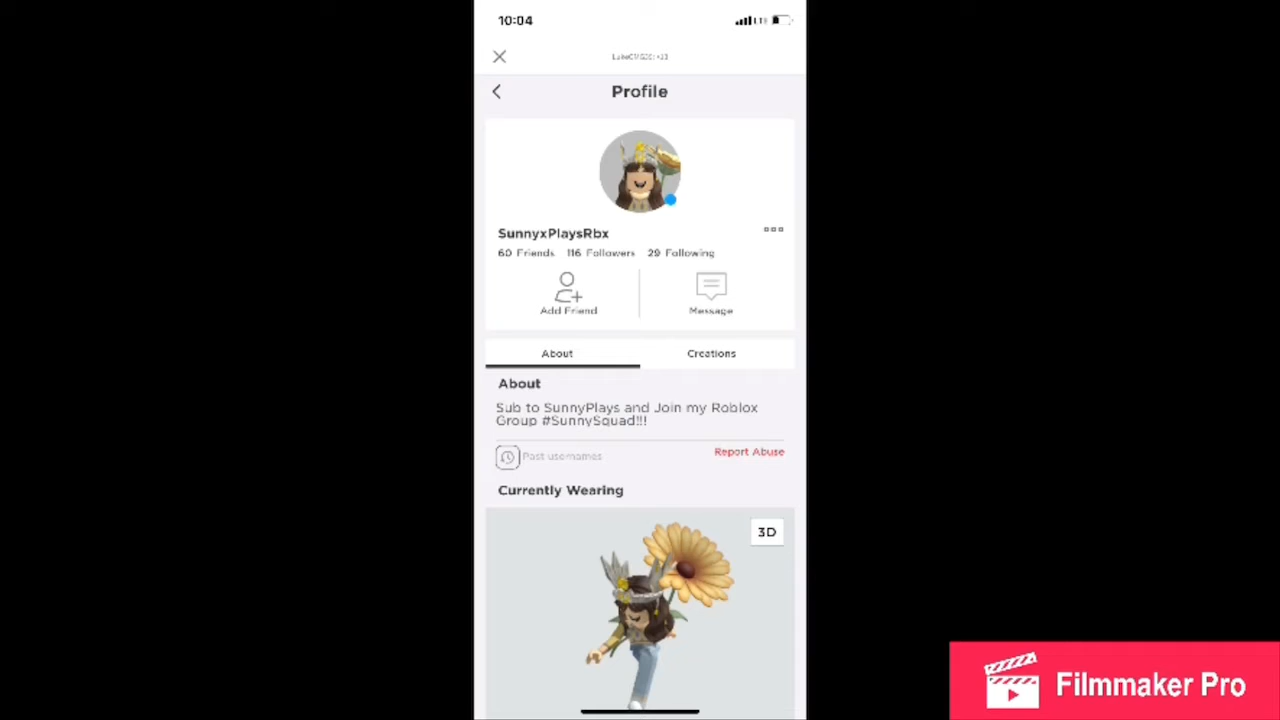 10:04
LTE
Profile
SunnyxPlaysRbx
60 Friends 116 Followers 29 Following
Add Friend
Message
About
Creations
About
Sub to SunnyPlays and Join my Roblox
Group #SunnySquad!!!
Past usernames
Report Abuse
Currently Wearing
3D
Filmmaker Pro